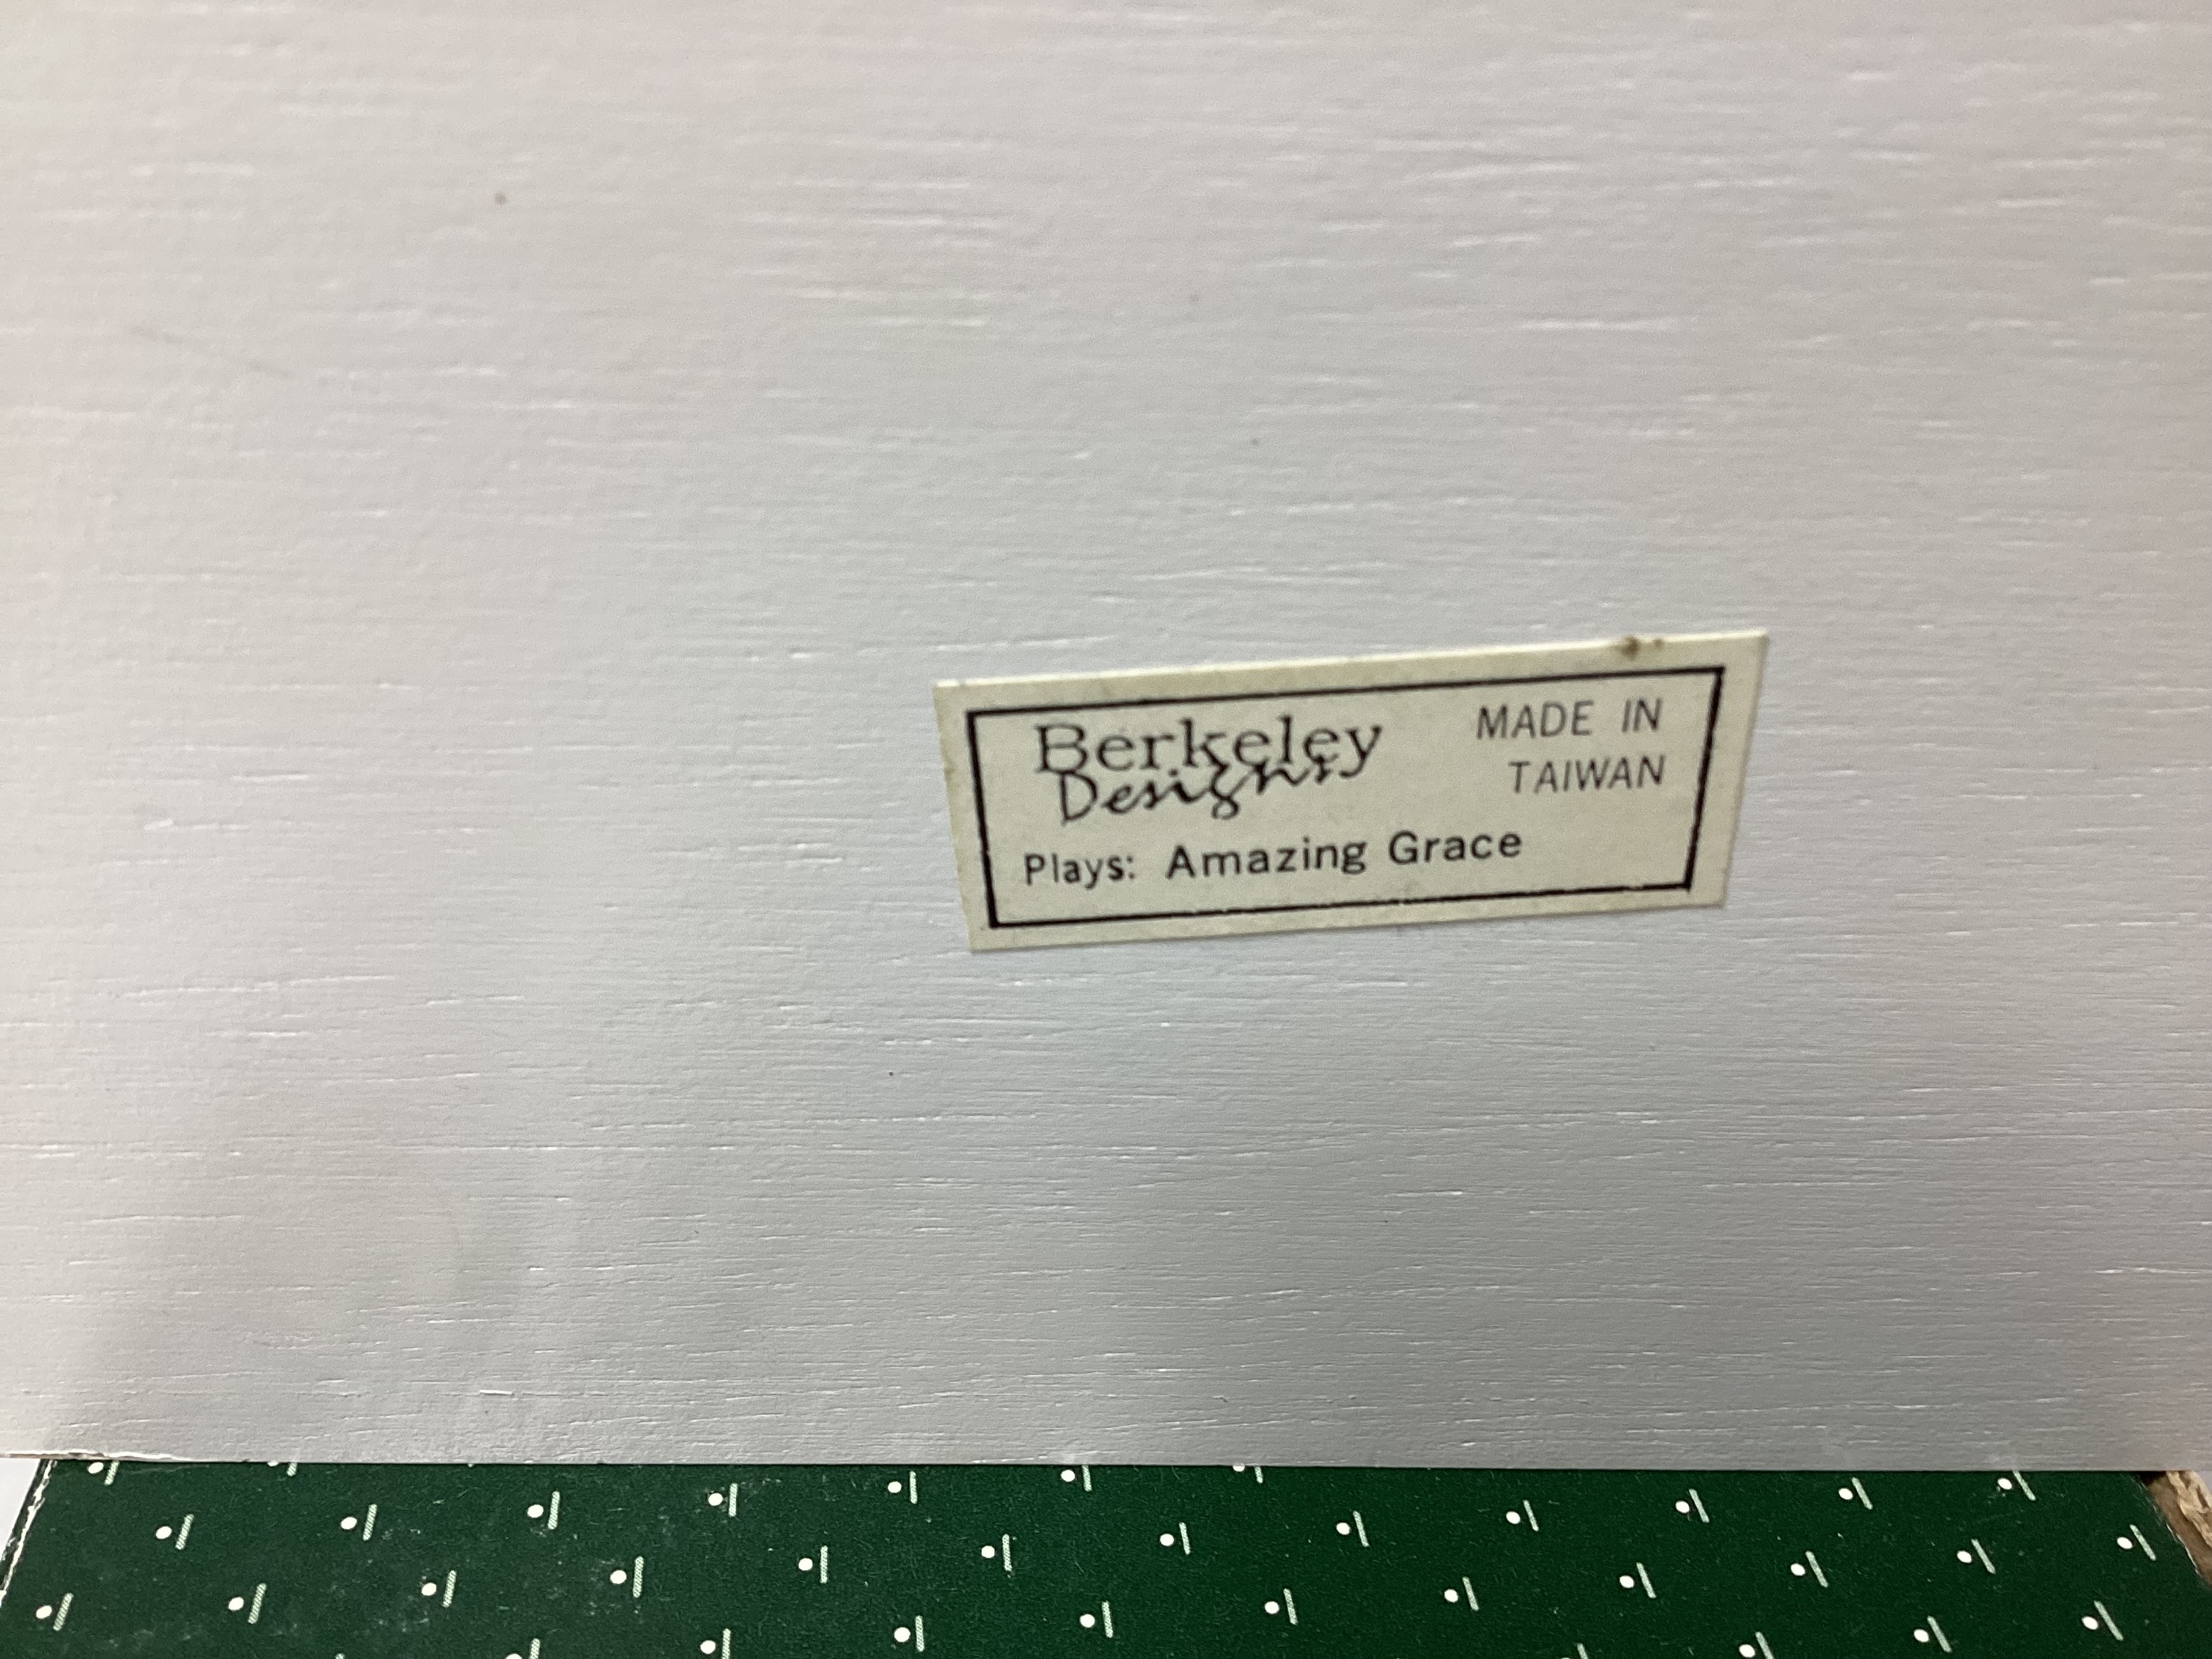 Berkeley
Designs
MADE IN
TAIWAN
Plays: Amazing Grace